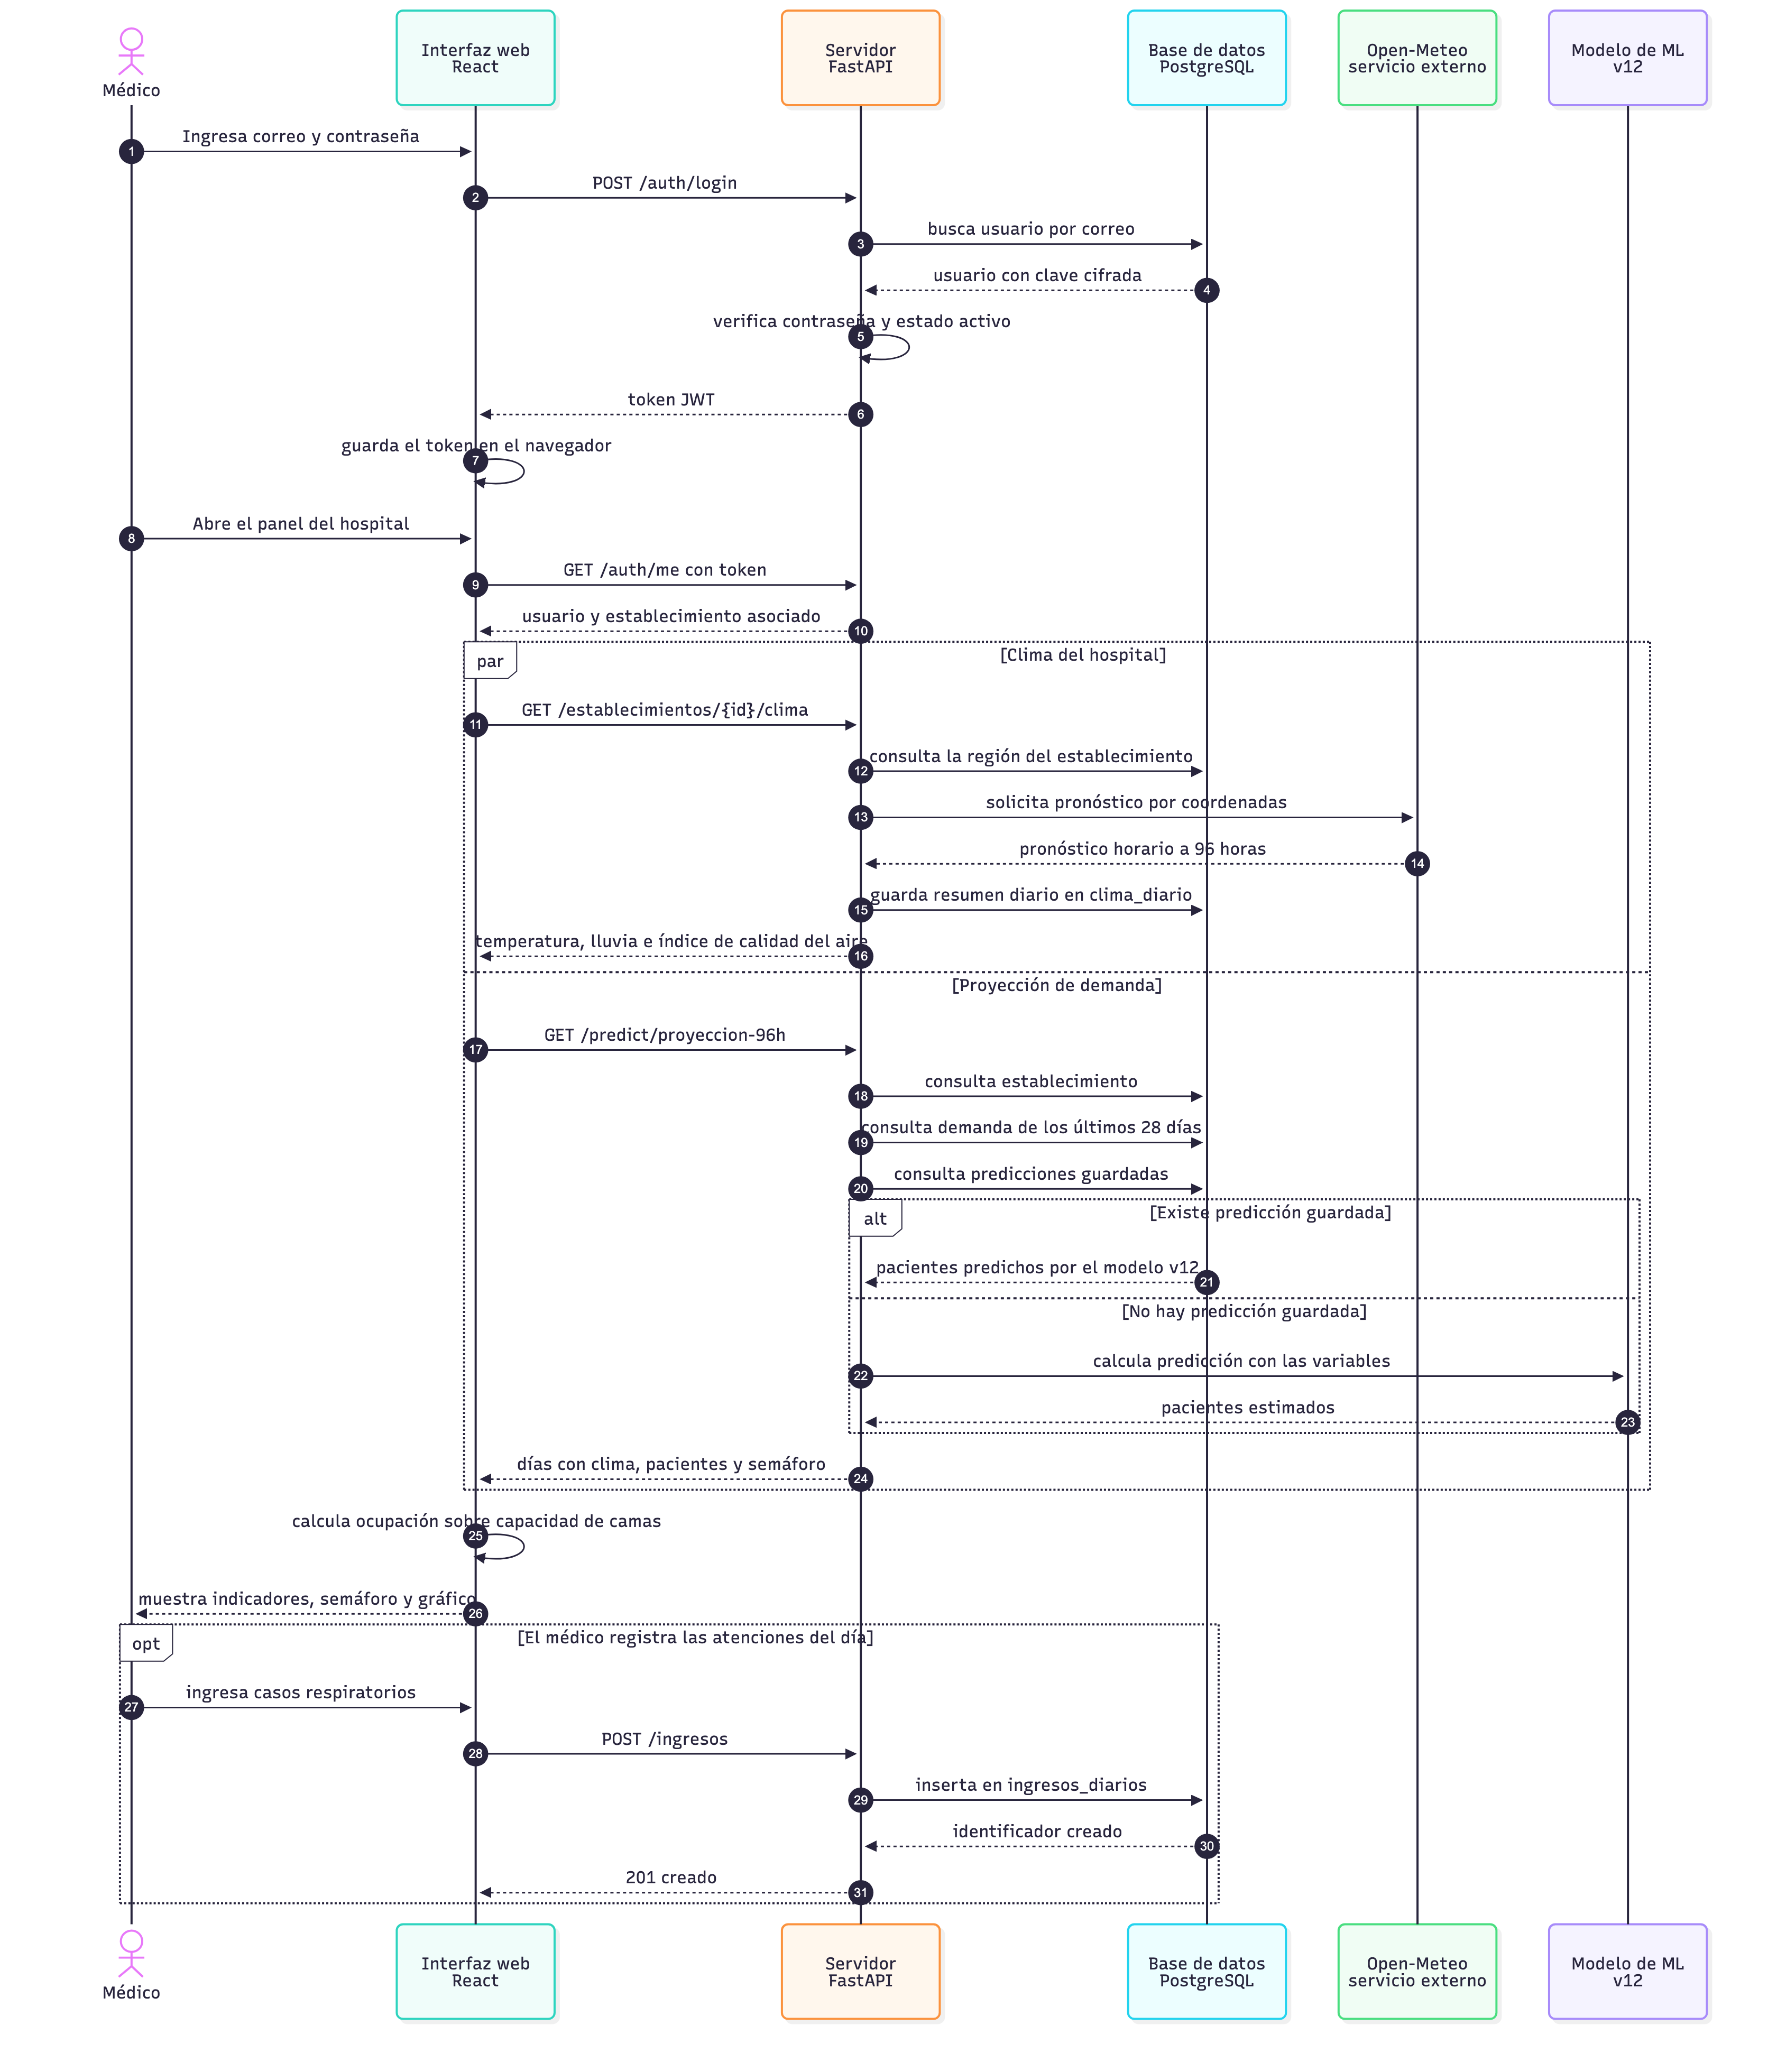 Médico
Interfaz web
React
Servidor
FastAPI
Base de datos
PostgreSQL
Open-Meteo
servicio externo
Modelo de ML
v12
Ingresa correo y contraseña
1
POST /auth/login
2
busca usuario por correo
3
usuario con clave cifrada
4
verifica contraseña y estado activo
5
token JWT
6
guarda el token en el navegador
7
Abre el panel del hospital
8
GET /auth/me con token
9
usuario y establecimiento asociado
10
par
[Clima del hospital]
GET /establecimientos/{id}/clima
11
consulta la región del establecimiento
12
solicita pronóstico por coordenadas
13
pronóstico horario a 96 horas
14
guarda resumen diario en clima_diario
15
temperatura, lluvia e índice de calidad del aire
16
[Proyección de demanda]
GET /predict/proyeccion-96h
17
consulta establecimiento
18
consulta demanda de los últimos 28 días
19
consulta predicciones guardadas
20
alt
[Existe predicción guardada]
pacientes predichos por el modelo v12
21
[No hay predicción guardada]
calcula predicción con las variables
22
pacientes estimados
23
días con clima, pacientes y semáforo
24
calcula ocupación sobre capacidad de camas
25
muestra indicadores, semáforo y gráfico
26
opt
[El médico registra las atenciones del día]
ingresa casos respiratorios
27
POST /ingresos
28
inserta en ingresos_diarios
29
identificador creado
30
201 creado
31
Médico
Interfaz web
React
Servidor
FastAPI
Base de datos
PostgreSQL
Open-Meteo
servicio externo
Modelo de ML
v12